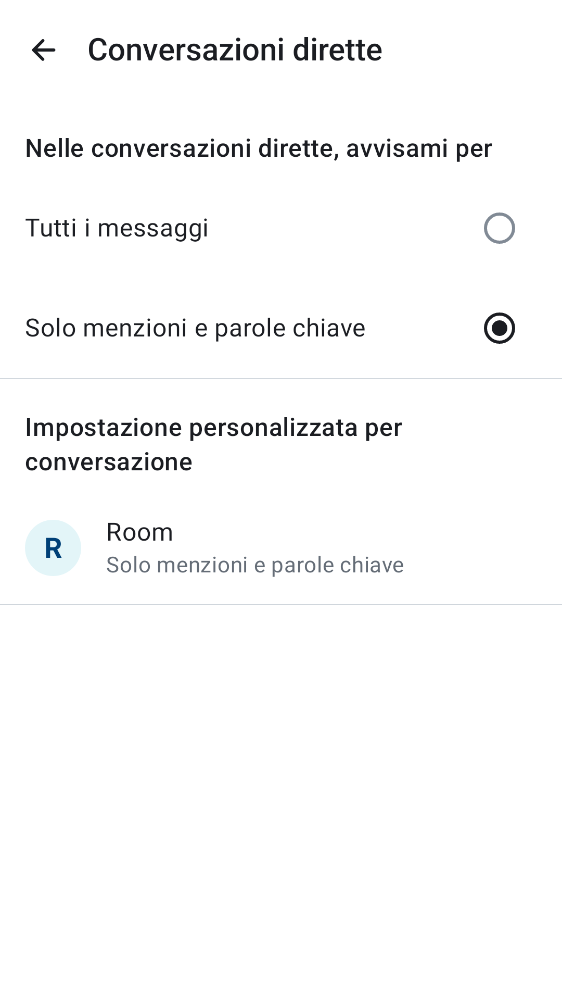 Conversazioni dirette
Nelle conversazioni dirette, avvisami per
Tutti i messaggi
Solo menzioni e parole chiave
Impostazione personalizzata per
conversazione
R
Room
Solo menzioni e parole chiave